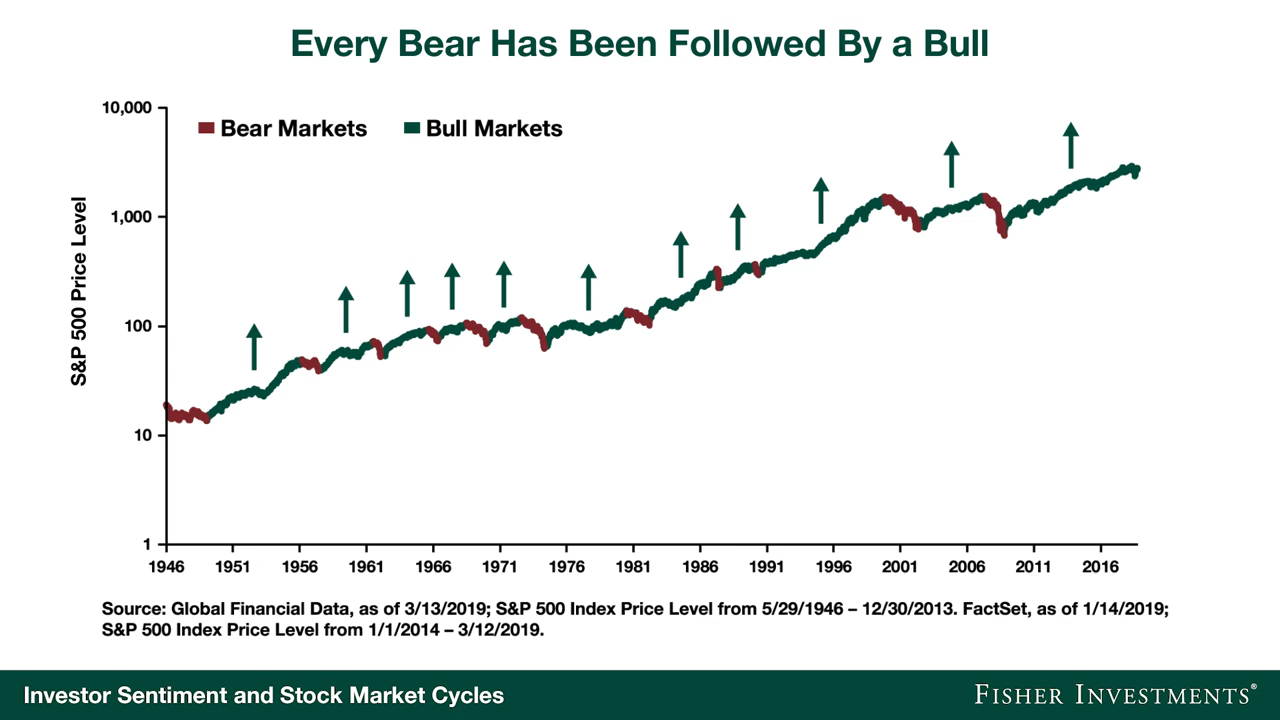 Every Bear Has Been Followed By a Bull
10,000
Bear Markets
Bull Markets
1,000
S&P 500 Price Level
100
10
1
1946 1951 1956 1961 1966 1971 1976 1981 1986 1991 1996 2001 2006 2011 2016
Source: Global Financial Data, as of 3/13/2019; S&P 500 Index Price Level from 5/29/1946 – 12/30/2013. FactSet, as of 1/14/2019;
S&P 500 Index Price Level from 1/1/2014 – 3/12/2019.
Investor Sentiment and Stock Market Cycles
FISHER INVESTMENTS®